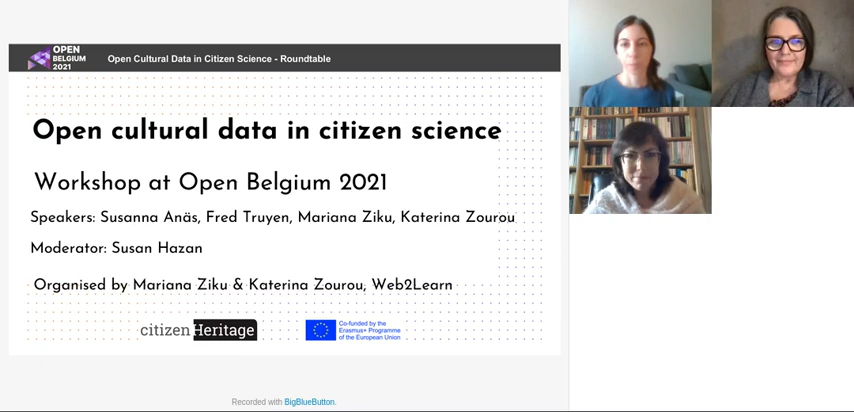 OPEN
BELGIUM
2021
Open Cultural Data in Citizen Science - Roundtable
Open cultural data in citizen science
Workshop at Open Belgium 2021
Speakers: Susanna Anäs, Fred Truyen, Mariana Ziku, Katerina Zourou
Moderator: Susan Hazan
Organised by Mariana Ziku & Katerina Zourou, Web2Learn
citizen Heritage
Co-funded by the
Erasmus+ Programme
of the European Union
Recorded with BigBlueButton.